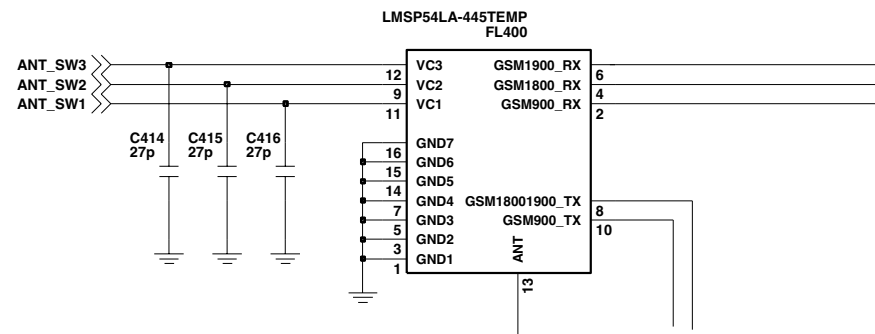 LMSP54LA-445TEMP
FL400
ANT_SW3
ANT_SW2
ANT_SW1
VC3
VC2
VC1
12
9
11
GSM1900_RX
GSM1800_RX
GSM900_RX
6
4
2
C414
27p
C415
27p
C416
27p
GND7
GND6
GND5
GND4
GND3
GND2
GND1
16
15
14
7
5
3
1
GSM18001900_TX
GSM900_TX
8
10
ANT
13